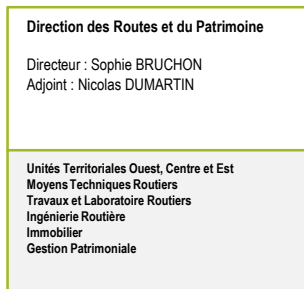 Direction des Routes et du Patrimoine
Directeur : Sophie BRUCHON
Adjoint : Nicolas DUMARTIN
Unités Territoriales Ouest, Centre et Est
Moyens Techniques Routiers
Travaux et Laboratoire Routiers
Ingénierie Routière
Immobilier
Gestion Patrimoniale